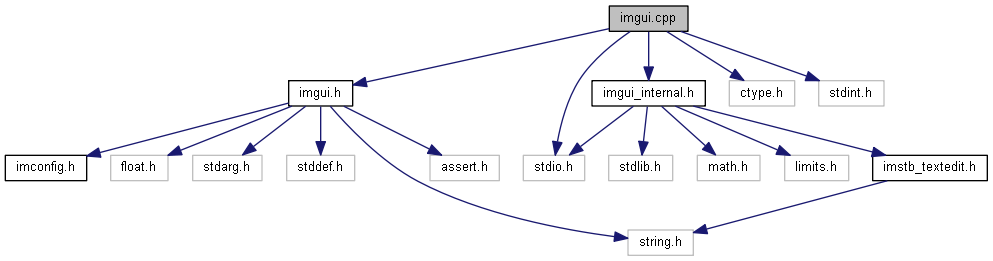 imgui.cpp
imgui.h
imgui_internal.h
ctype.h
stdint.h
imconfig.h
float.h
stdarg.h
stddef.h
assert.h
stdio.h
stdlib.h
math.h
limits.h
imstb_textedit.h
string.h